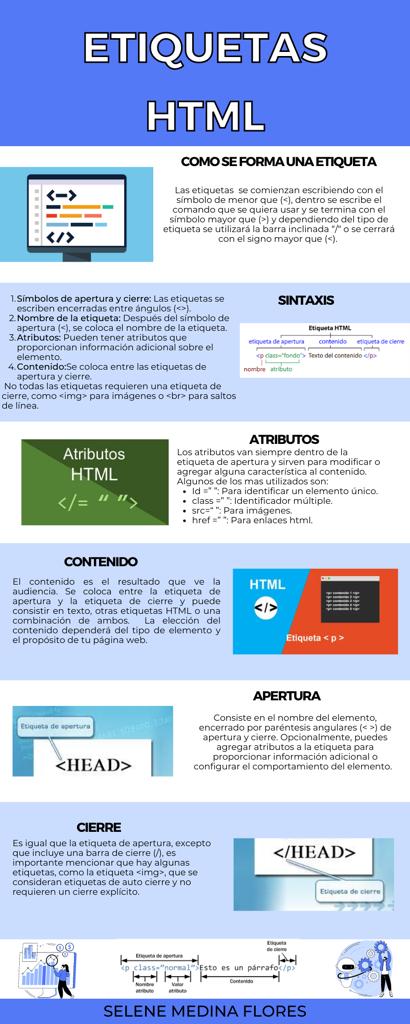 ETIQUETAS
HTML
COMO SE FORMA UNA ETIQUETA
Las etiquetas se comienzan escribiendo con el
símbolo de menor que (<), dentro se escribe el
comando que se quiera usar y se termina con el
símbolo mayor que (>) y dependiendo del tipo de
etiqueta se utilizará la barra inclinada "/" o se cerrará
con el signo mayor que (<).
1. Símbolos de apertura y cierre: Las etiquetas se
escriben encerradas entre ángulos (<>).
2. Nombre de la etiqueta: Después del símbolo de
apertura (<), se coloca el nombre de la etiqueta.
3. Atributos: Pueden tener atributos que
proporcionan información adicional sobre el
elemento.
4. Contenido:Se coloca entre las etiquetas de
apertura y cierre.
No todas las etiquetas requieren una etiqueta de
cierre, como <img> para imágenes o <br> para saltos
de línea.
SINTAXIS
Etiqueta HTML
etiqueta de apertura contenido etiqueta de cierre
<p class="fondo"> Texto del contenido </p>
nombre atributo
Atributos
HTML
</= “ ”>
ATRIBUTOS
Los atributos van siempre dentro de la
etiqueta de apertura y sirven para modificar o
agregar alguna característica al contenido.
Algunos de los mas utilizados son:
• Id =” ”: Para identificar un elemento único.
• class =” ”: Identificador múltiple.
• src=“ ”: Para imágenes.
• href =” ”: Para enlaces html.
CONTENIDO
El contenido es el resultado que ve la
audiencia. Se coloca entre la etiqueta de
apertura y la etiqueta de cierre y puede
consistir en texto, otras etiquetas HTML o una
combinación de ambos. La elección del
contenido dependerá del tipo de elemento y
el propósito de tu página web.
HTML
</>
<p> contenido 1 </p>
<p> contenido 2 </p>
<p> contenido 3 </p>
<p> contenido 4 </p>
Etiqueta < p >
APERTURA
Etiqueta de apertura
<HEAD>
Consiste en el nombre del elemento,
encerrado por paréntesis angulares (< >) de
apertura y cierre. Opcionalmente, puedes
agregar atributos a la etiqueta para
proporcionar información adicional o
configurar el comportamiento del elemento.
CIERRE
Es igual que la etiqueta de apertura, excepto
que incluye una barra de cierre (/), es
importante mencionar que hay algunas
etiquetas, como la etiqueta <img>, que se
consideran etiquetas de auto cierre y no
requieren un cierre explícito.
</HEAD>
Etiqueta de cierre
Etiqueta de apertura
Etiqueta
de cierre
<p class="normal">Esto es un párrafo</p>
Nombre
atributo
Valor
atributo
Contenido
SELENE MEDINA FLORES